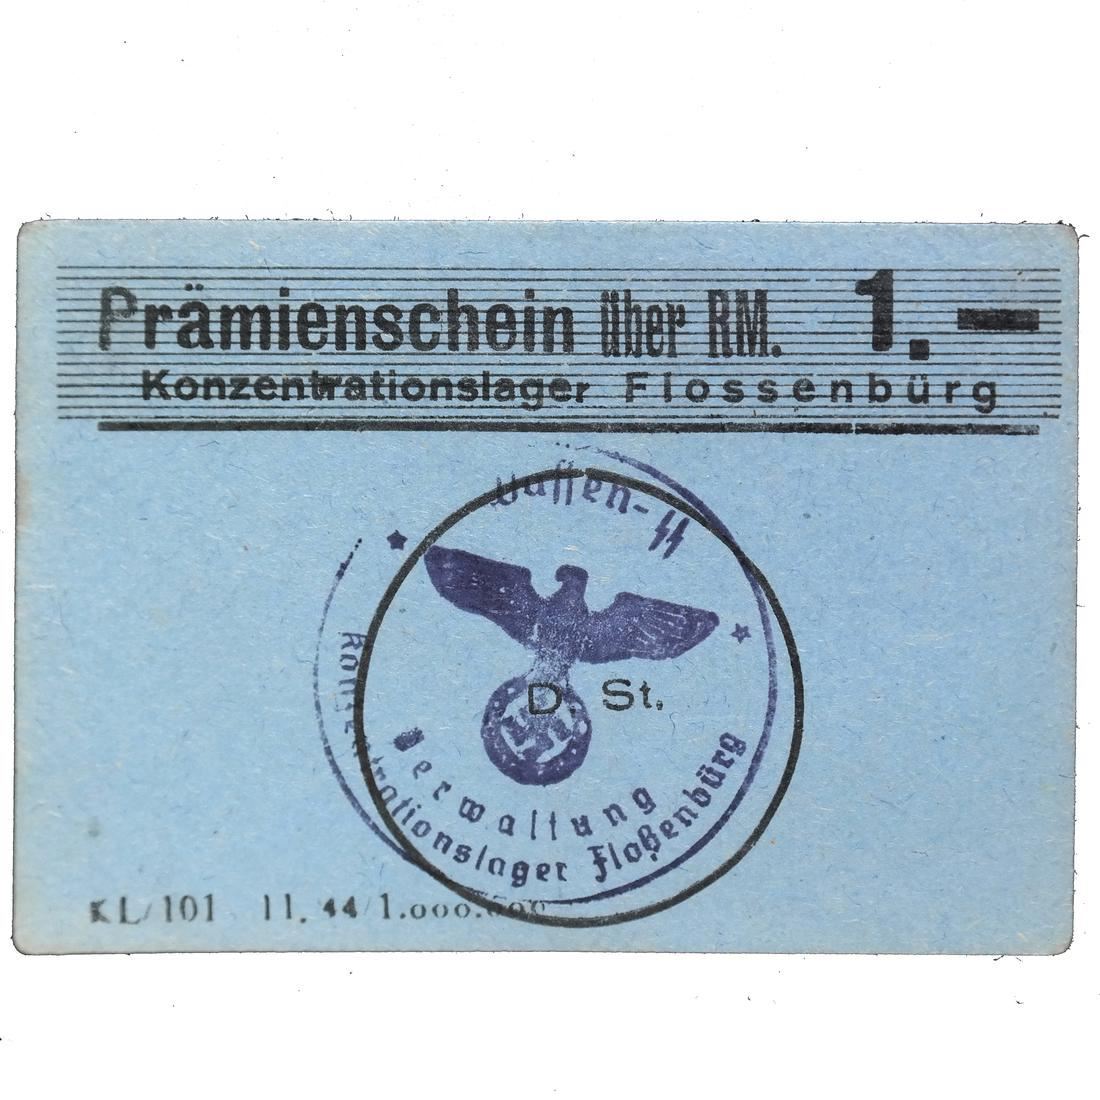 Prämienschein über RM. 1.—
Konzentrationslager Flossenbürg
Waffen-SS
D. St.
Verwaltung
Konzentrationslager Floßenbürg
KL/101 11. 44/1.000.000